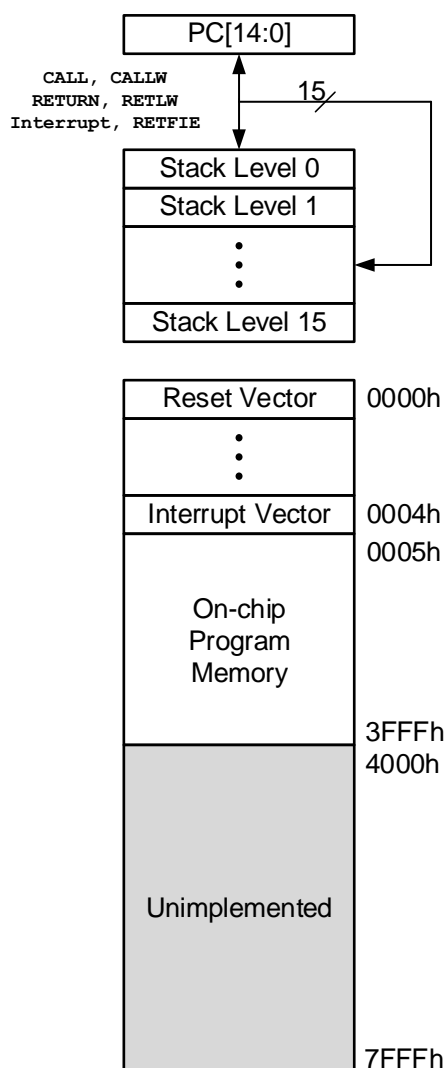 PC[14:0]
CALL, CALLW
RETURN, RETLW
Interrupt, RETFIE
15
Stack Level 0
Stack Level 1
Stack Level 15
Reset Vector
0000h
Interrupt Vector
0004h
0005h
On-chip
Program
Memory
3FFFh
4000h
Unimplemented
7FFFh